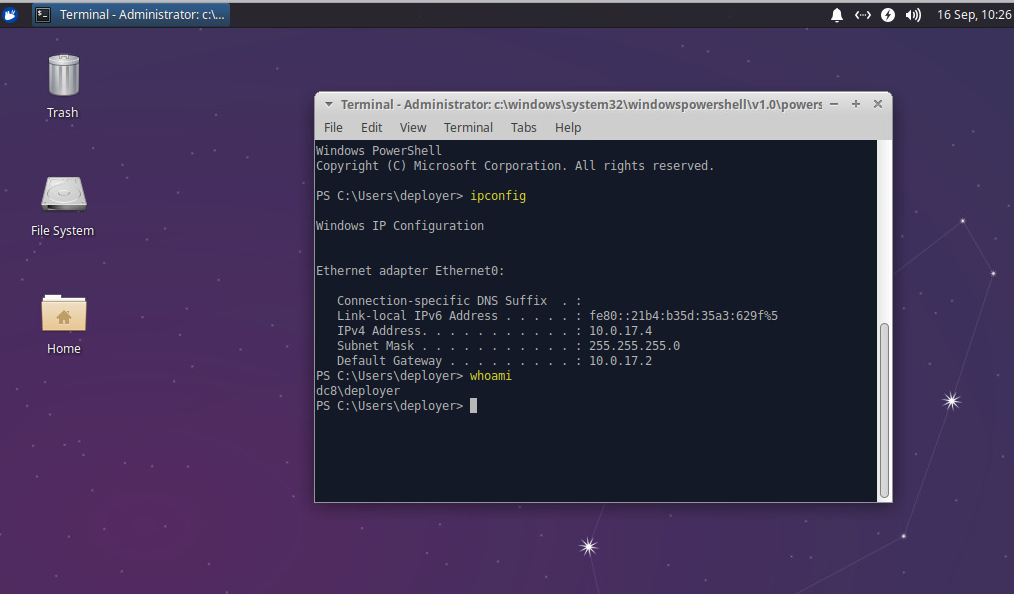 Terminal - Administrator: c:\...
16 Sep, 10:26
Trash
File System
Home
Terminal - Administrator: c:\windows\system32\windowspowershell\v1.0\powers
File Edit View Terminal Tabs Help
Windows PowerShell
Copyright (C) Microsoft Corporation. All rights reserved.
PS C:\Users\deployer> ipconfig
Windows IP Configuration
Ethernet adapter Ethernet0:
Connection-specific DNS Suffix  . :
Link-local IPv6 Address . . . . . : fe80::21b4:b35d:35a3:629f%5
IPv4 Address. . . . . . . . . . . : 10.0.17.4
Subnet Mask . . . . . . . . . . . : 255.255.255.0
Default Gateway . . . . . . . . . : 10.0.17.2
PS C:\Users\deployer> whoami
dc8\deployer
PS C:\Users\deployer>